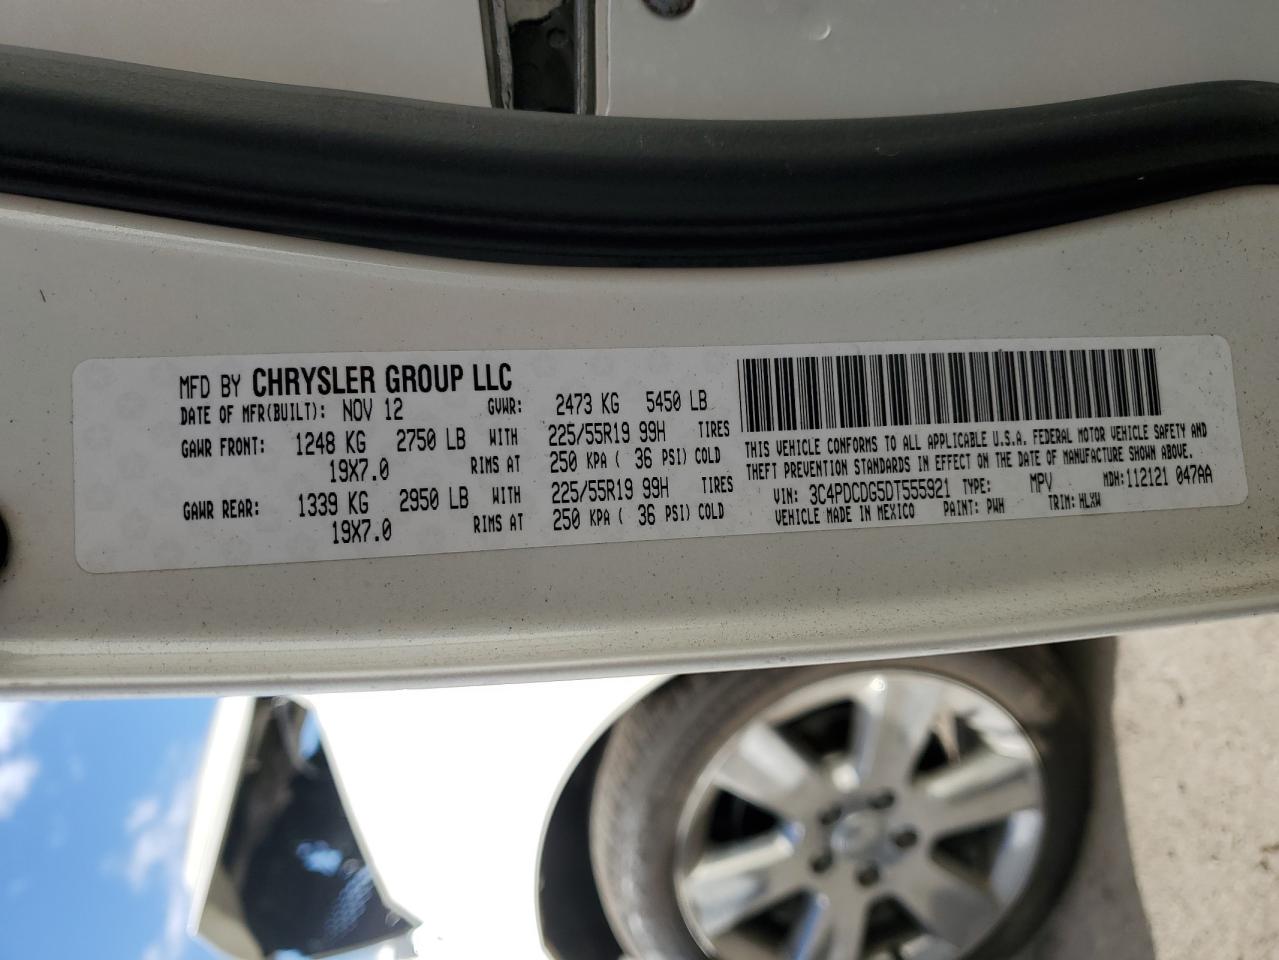 MFD BY CHRYSLER GROUP LLC
DATE OF MFR(BUILT): NOV 12 GVWR: 2473 KG 5450 LB
GAWR FRONT: 1248 KG 2750 LB WITH 225/55R19 99H TIRES
19X7.0 RIMS AT 250 KPA ( 36 PSI) COLD
GAWR REAR: 1339 KG 2950 LB WITH 225/55R19 99H TIRES
19X7.0 RIMS AT 250 KPA ( 36 PSI) COLD
THIS VEHICLE CONFORMS TO ALL APPLICABLE U.S.A. FEDERAL MOTOR VEHICLE SAFETY AND
THEFT PREVENTION STANDARDS IN EFFECT ON THE DATE OF MANUFACTURE SHOWN ABOVE.
VIN: 3C4PDCDG5DT555921 TYPE: MPV MDH: 112121 047AA
VEHICLE MADE IN MEXICO PAINT: PWH TRIM: HLXW